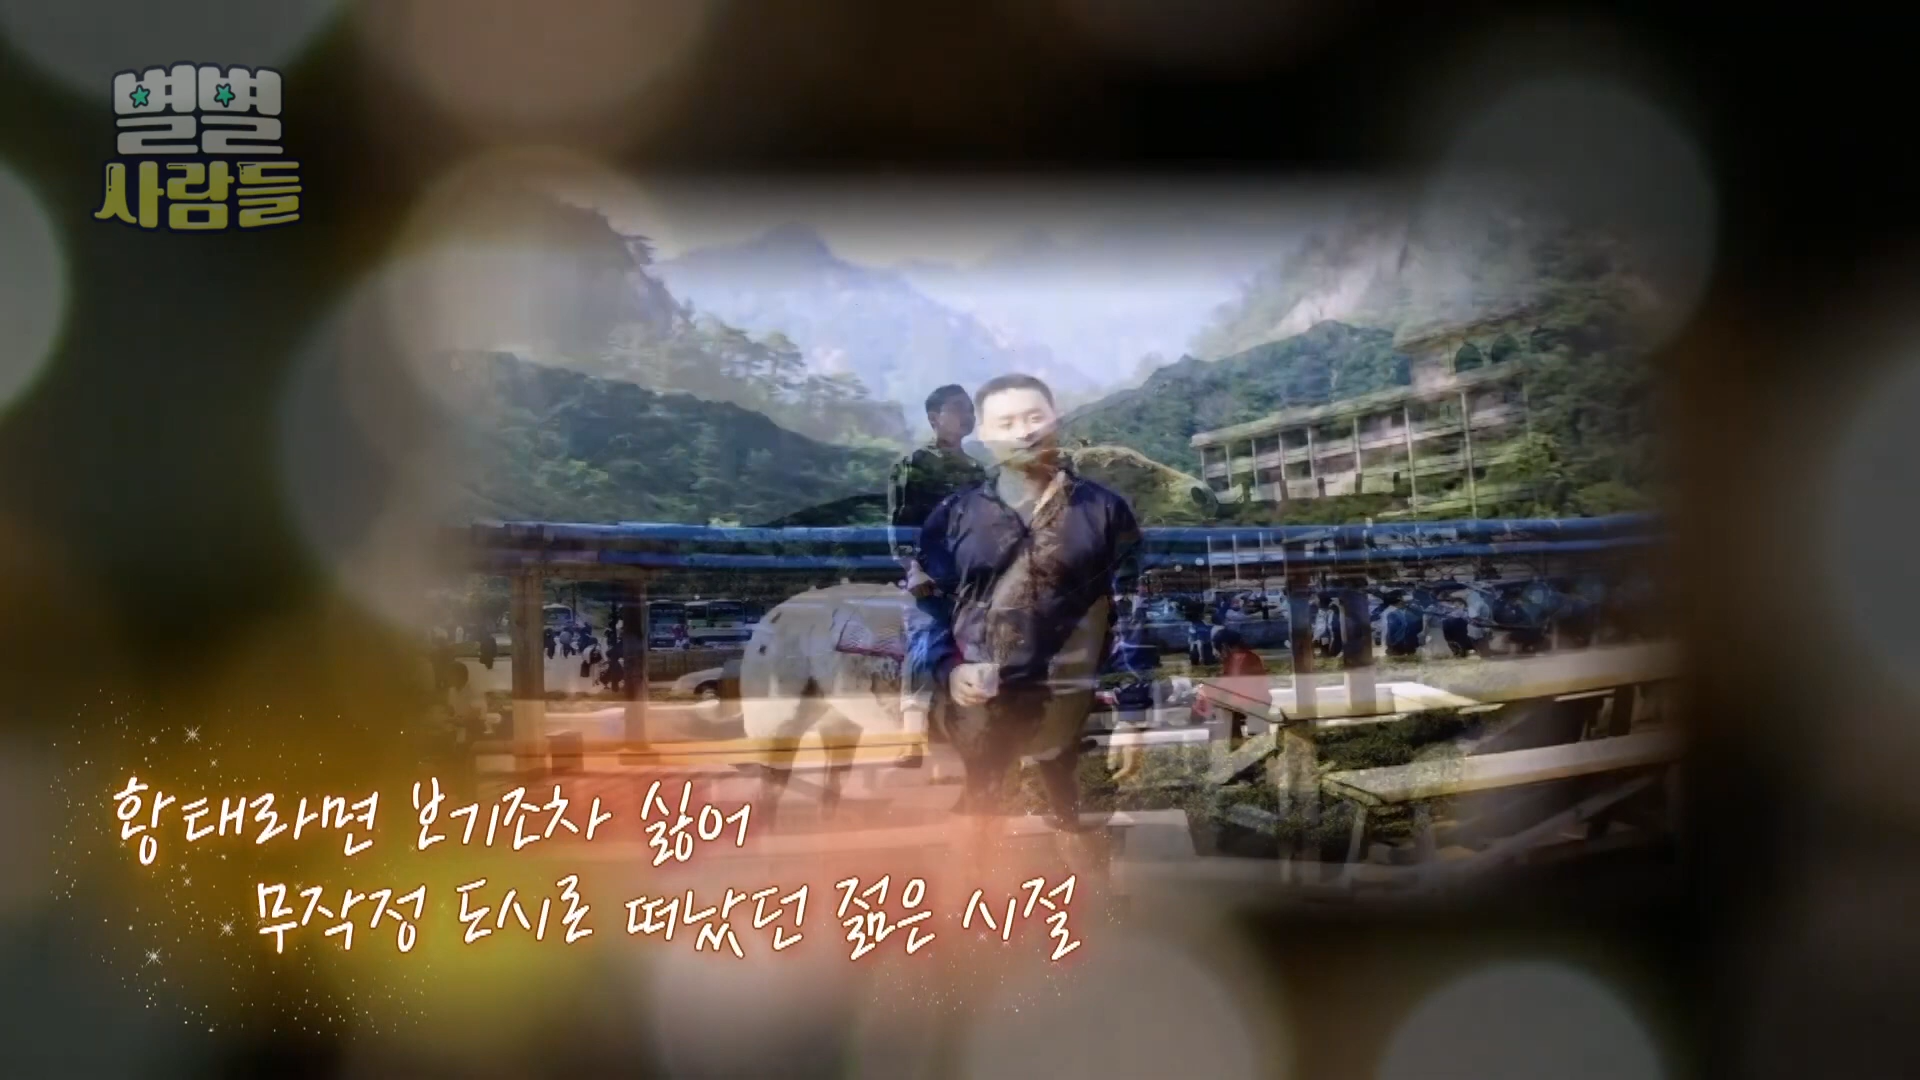 별별
사람들
황태라면 보기조차 싫어
무작정 도시로 떠났던 젊은 시절